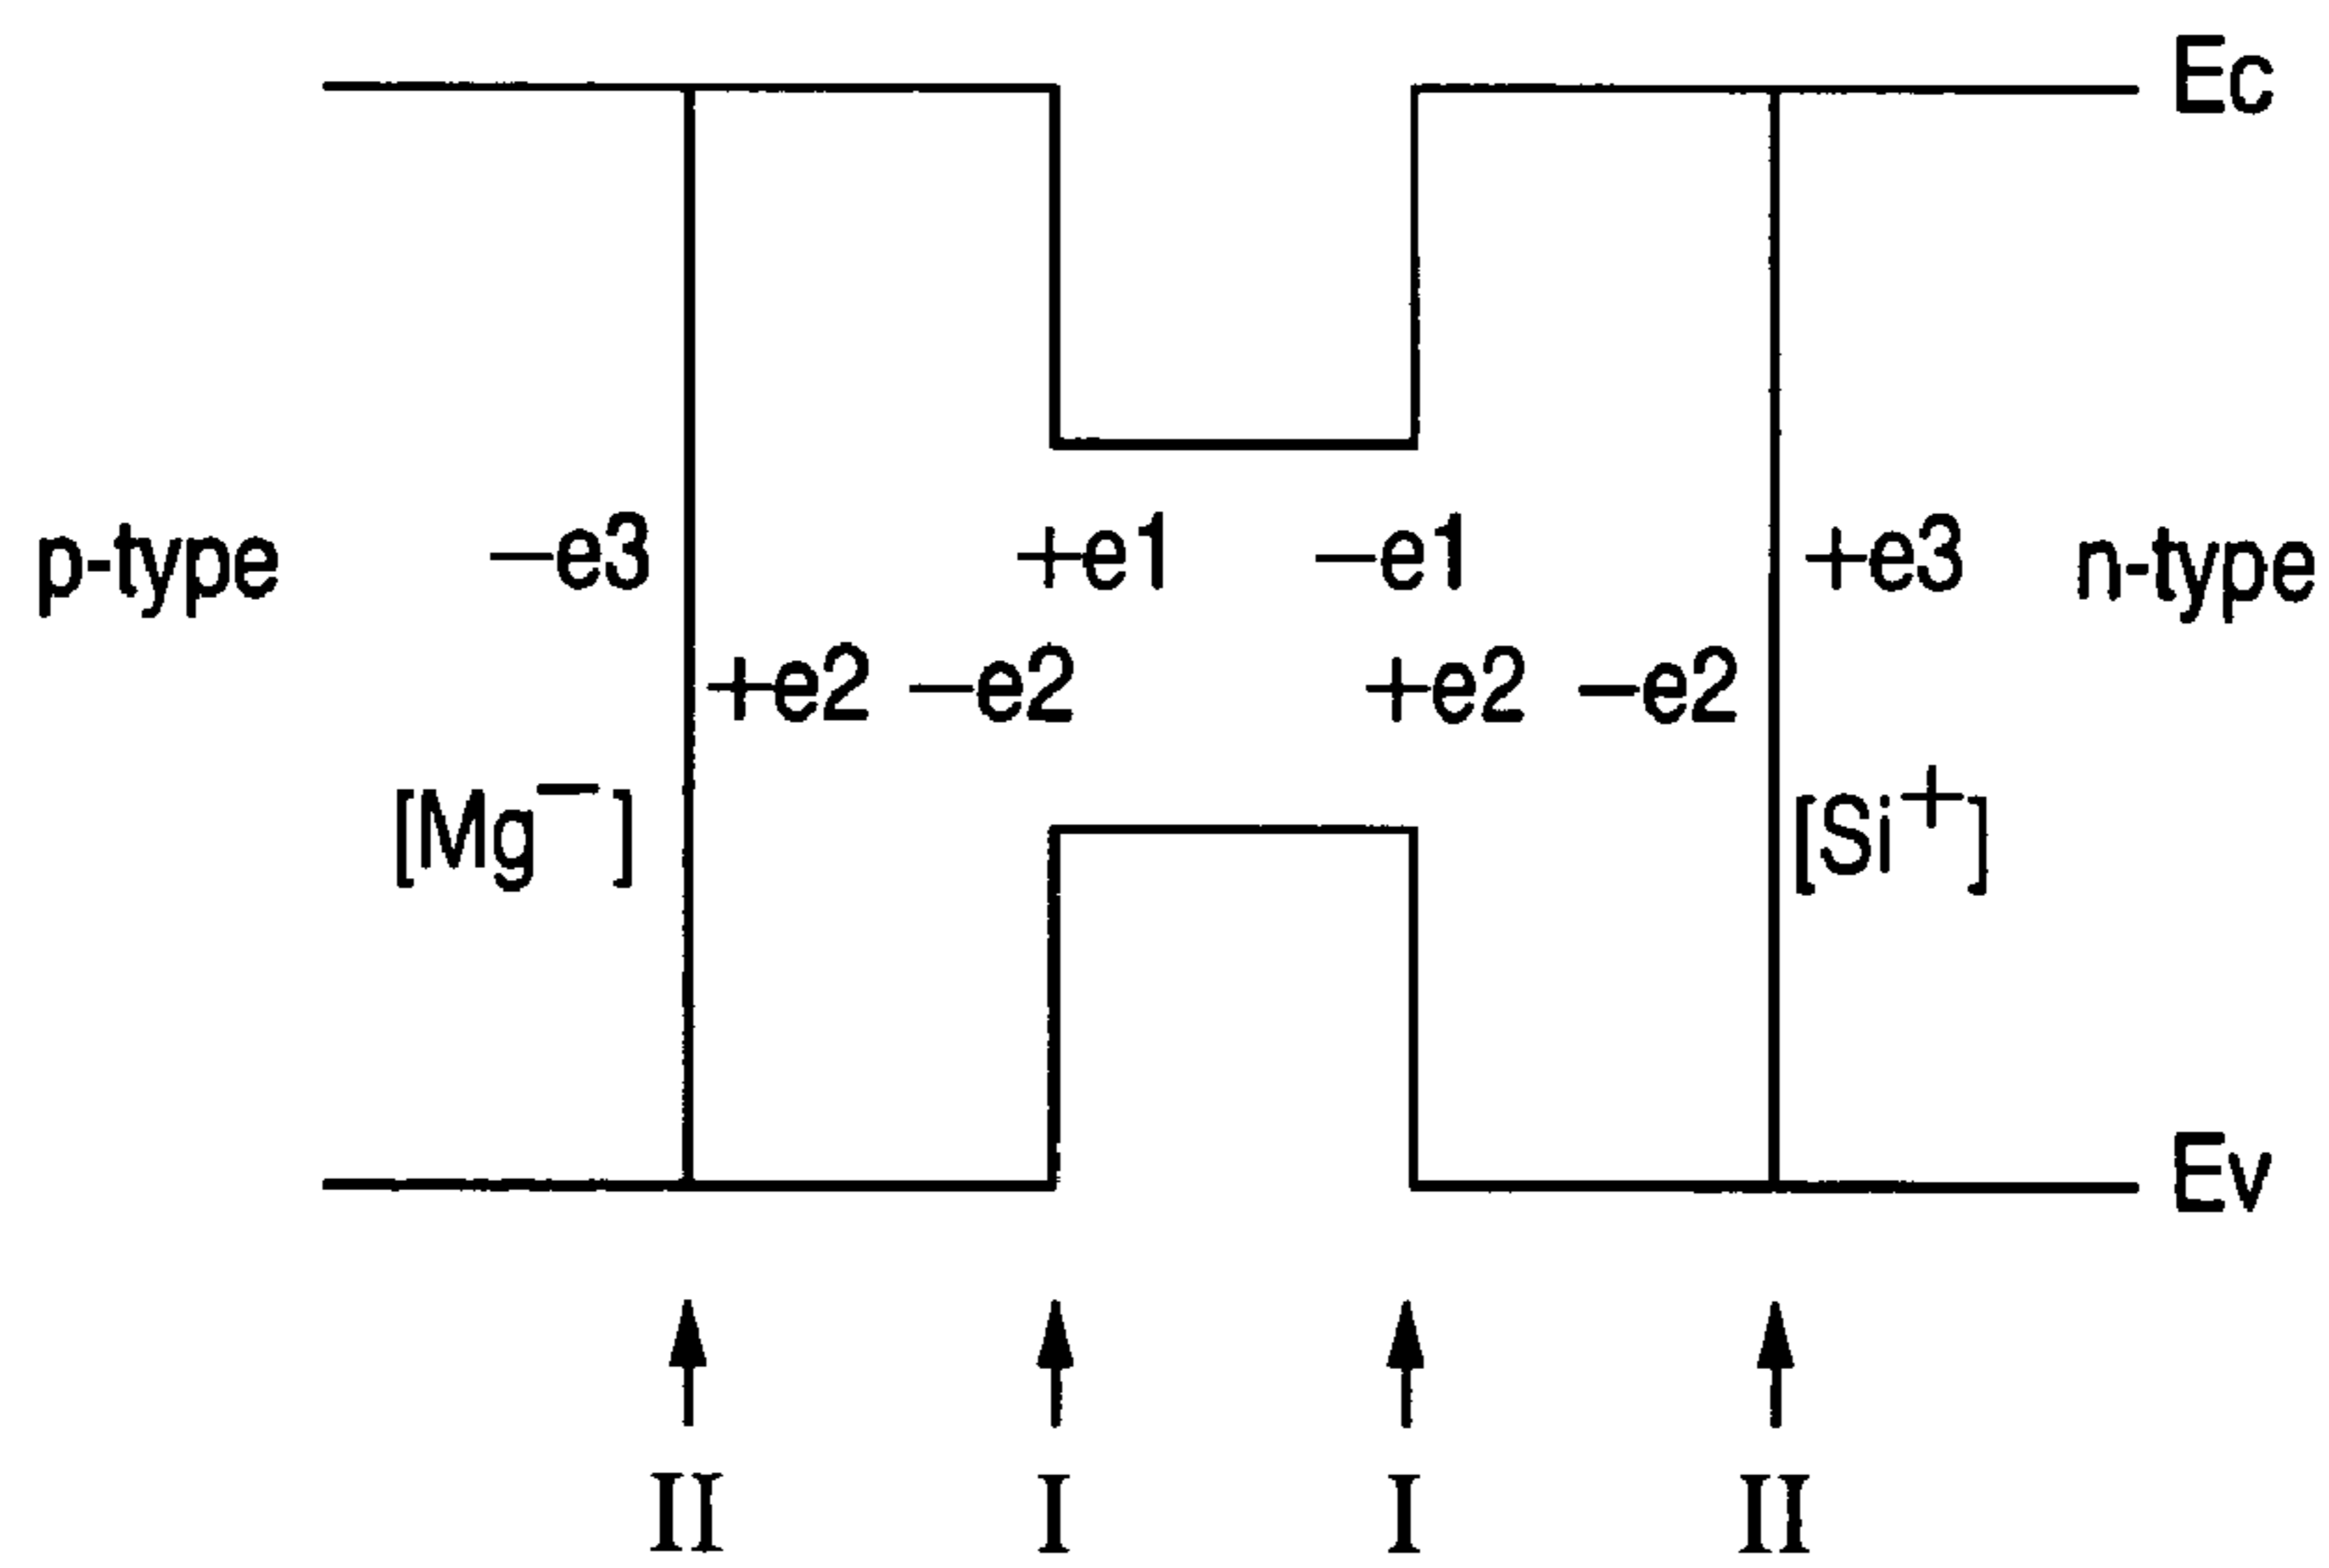 Ec
p-type −e3 +e1 −e1 +e3 n-type
+e2 −e2 +e2 −e2
[Mg⁻] [Si⁺]
Ev
II I I II